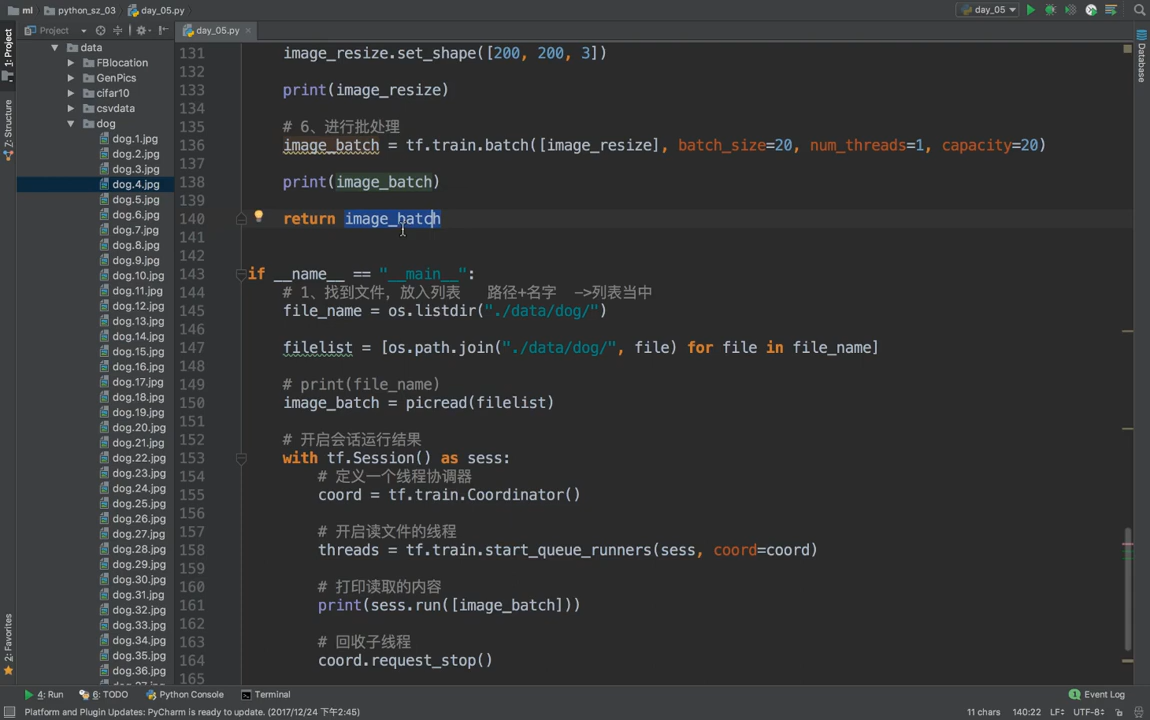 ml python_sz_03 day_05.py day_05
Project day_05.py
data
FBlocation
GenPics
cifar10
csvdata
dog
dog.1.jpg
dog.2.jpg
dog.3.jpg
dog.4.jpg
dog.5.jpg
dog.6.jpg
dog.7.jpg
dog.8.jpg
dog.9.jpg
dog.10.jpg
dog.11.jpg
dog.12.jpg
dog.13.jpg
dog.14.jpg
dog.15.jpg
dog.16.jpg
dog.17.jpg
dog.18.jpg
dog.19.jpg
dog.20.jpg
dog.21.jpg
dog.22.jpg
dog.23.jpg
dog.24.jpg
dog.25.jpg
dog.26.jpg
dog.27.jpg
dog.28.jpg
dog.29.jpg
dog.30.jpg
dog.31.jpg
dog.32.jpg
dog.33.jpg
dog.34.jpg
dog.35.jpg
dog.36.jpg
1: Project
7: Structure
2: Favorites
Database
131 image_resize.set_shape([200, 200, 3])
132
133 print(image_resize)
134
135 # 6、进行批处理
136 image_batch = tf.train.batch([image_resize], batch_size=20, num_threads=1, capacity=20)
137
138 print(image_batch)
139
140 return image_batch
141
142
143 if __name__ == "__main__":
144 # 1、找到文件，放入列表 路径+名字 ->列表当中
145 file_name = os.listdir("./data/dog/")
146
147 filelist = [os.path.join("./data/dog/", file) for file in file_name]
148
149 # print(file_name)
150 image_batch = picread(filelist)
151
152 # 开启会话运行结果
153 with tf.Session() as sess:
154 # 定义一个线程协调器
155 coord = tf.train.Coordinator()
156
157 # 开启读文件的线程
158 threads = tf.train.start_queue_runners(sess, coord=coord)
159
160 # 打印读取的内容
161 print(sess.run([image_batch]))
162
163 # 回收子线程
164 coord.request_stop()
165
4: Run 6: TODO Python Console Terminal 1 Event Log
Platform and Plugin Updates: PyCharm is ready to update. (2017/12/24 下午2:45) 11 chars 140:22 LF÷ UTF-8÷